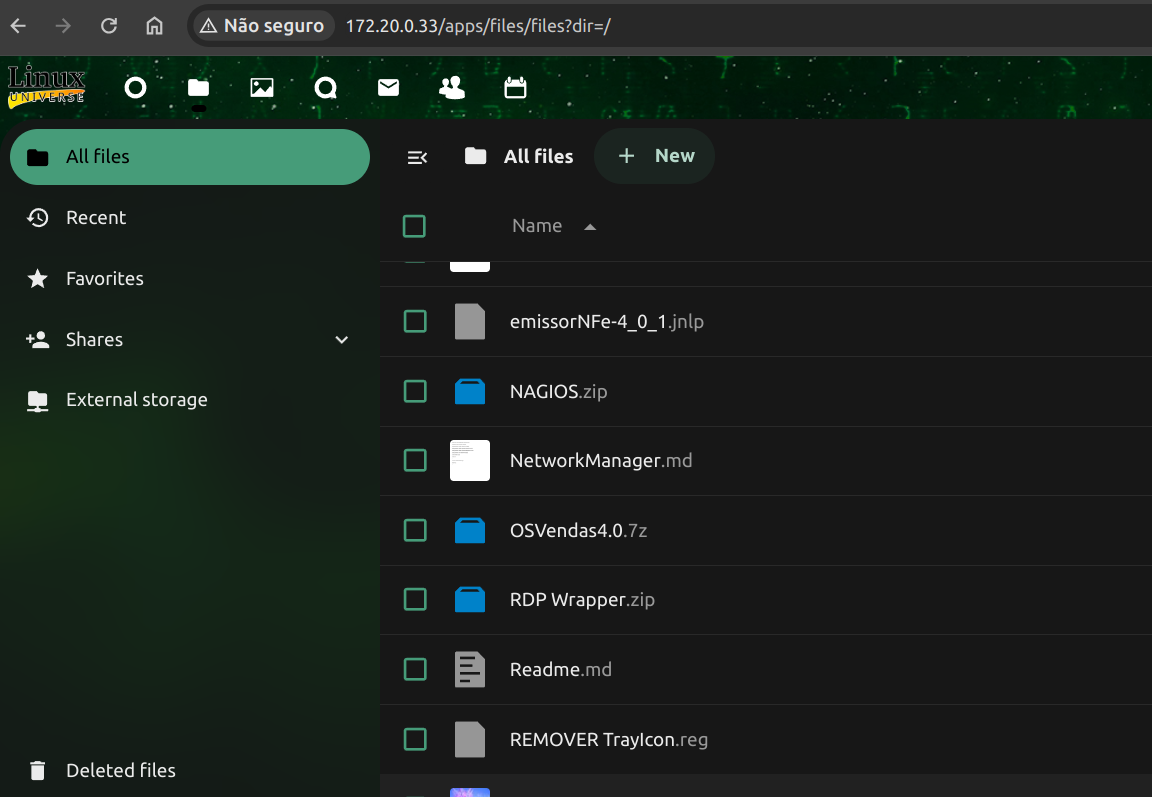 Não seguro 172.20.0.33/apps/files/files?dir=/
Linux
UNIVERSE
All files
Recent
Favorites
Shares
External storage
Deleted files
All files
+ New
Name
emissorNFe-4_0_1.jnlp
NAGIOS.zip
NetworkManager.md
OSVendas4.0.7z
RDP Wrapper.zip
Readme.md
REMOVER TrayIcon.reg